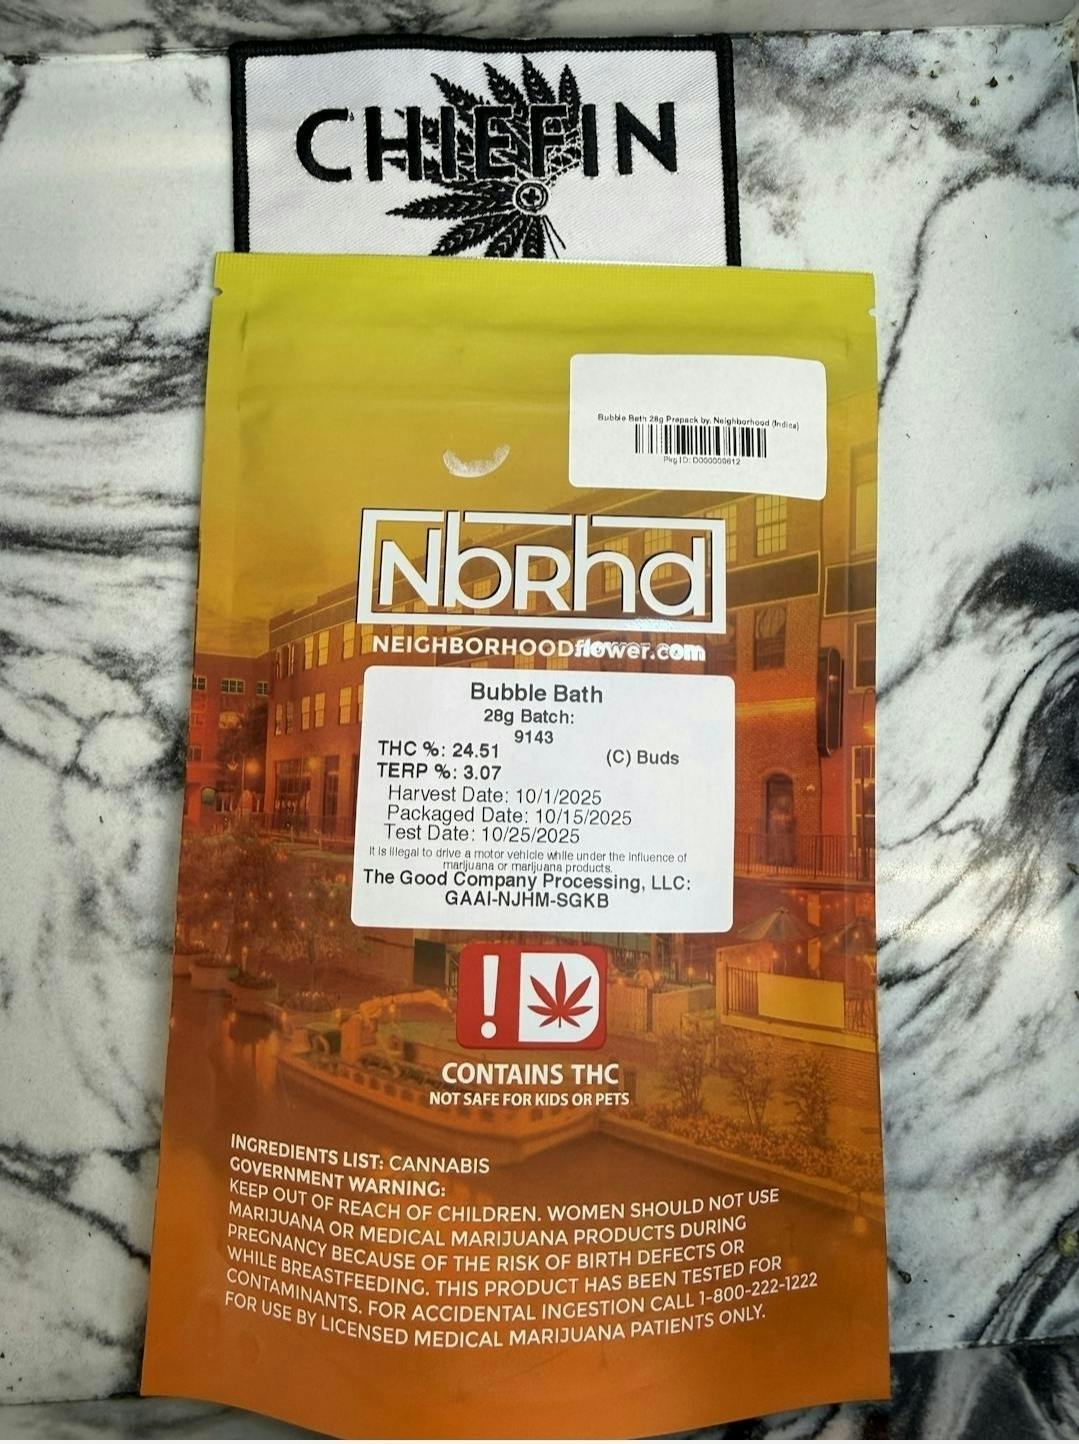 CHIEFIN
Bubble Bath 28g Prepack by. Neighborhood (Indica)
Pkg ID: D000000612
NbRhd
NEIGHBORHOODflower.com
Bubble Bath
28g Batch:
9143
THC %: 24.51
(C) Buds
TERP %: 3.07
Harvest Date: 10/1/2025
Packaged Date: 10/15/2025
Test Date: 10/25/2025
It is illegal to drive a motor vehicle while under the influence of
marijuana or marijuana products.
The Good Company Processing, LLC:
GAAI-NJHM-SGKB
!
CONTAINS THC
NOT SAFE FOR KIDS OR PETS
INGREDIENTS LIST: CANNABIS
GOVERNMENT WARNING:
KEEP OUT OF REACH OF CHILDREN. WOMEN SHOULD NOT USE
MARIJUANA OR MEDICAL MARIJUANA PRODUCTS DURING
PREGNANCY BECAUSE OF THE RISK OF BIRTH DEFECTS OR
WHILE BREASTFEEDING. THIS PRODUCT HAS BEEN TESTED FOR
CONTAMINANTS. FOR ACCIDENTAL INGESTION CALL 1-800-222-1222
FOR USE BY LICENSED MEDICAL MARIJUANA PATIENTS ONLY.